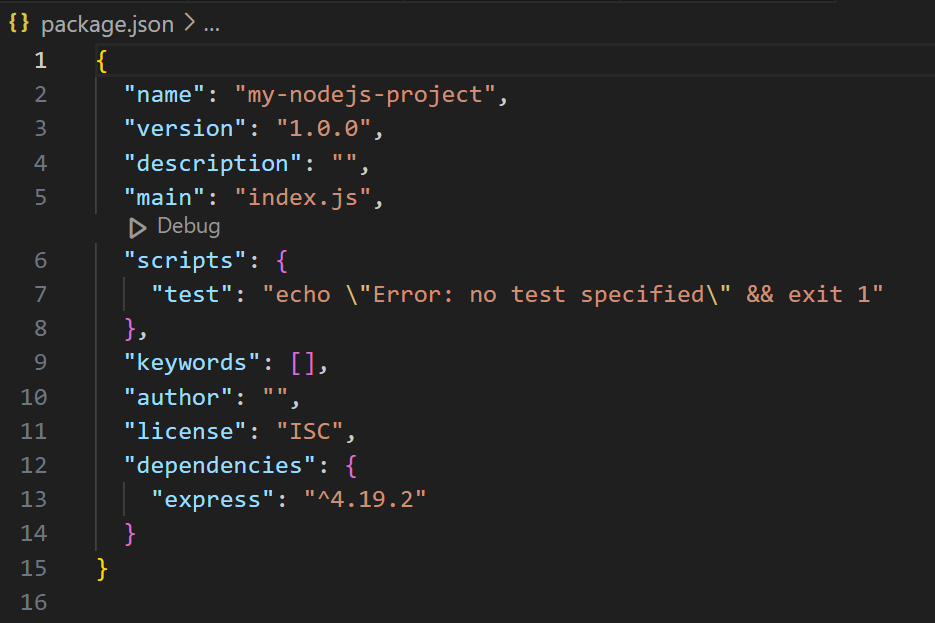 {} package.json > ...
1 {
2 "name": "my-nodejs-project",
3 "version": "1.0.0",
4 "description": "",
5 "main": "index.js",
Debug
6 "scripts": {
7 "test": "echo \"Error: no test specified\" && exit 1"
8 },
9 "keywords": [],
10 "author": "",
11 "license": "ISC",
12 "dependencies": {
13 "express": "^4.19.2"
14 }
15 }
16